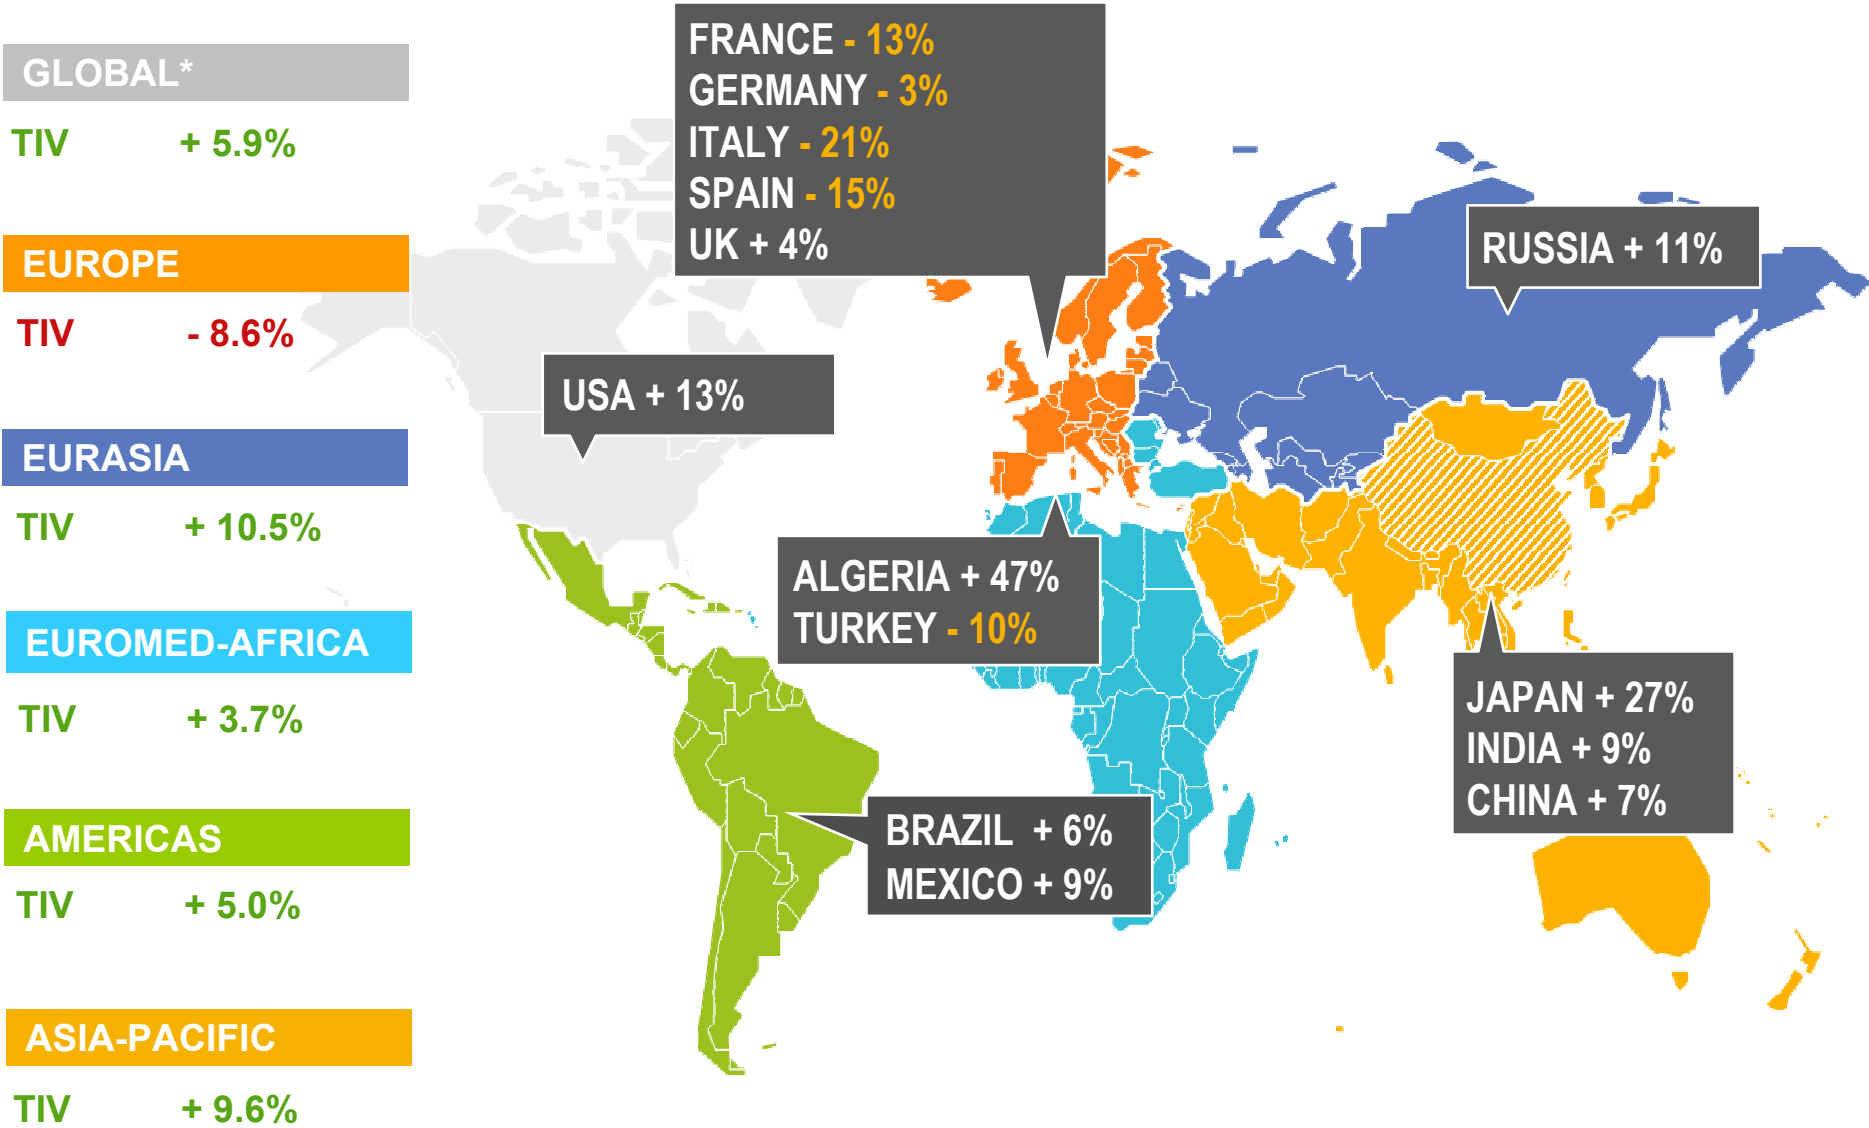 GLOBAL*
TIV + 5.9%
EUROPE
TIV - 8.6%
EURASIA
TIV + 10.5%
EUROMED-AFRICA
TIV + 3.7%
AMERICAS
TIV + 5.0%
ASIA-PACIFIC
TIV + 9.6%
FRANCE - 13%
GERMANY - 3%
ITALY - 21%
SPAIN - 15%
UK + 4%
RUSSIA + 11%
USA + 13%
ALGERIA + 47%
TURKEY - 10%
JAPAN + 27%
INDIA + 9%
CHINA + 7%
BRAZIL + 6%
MEXICO + 9%